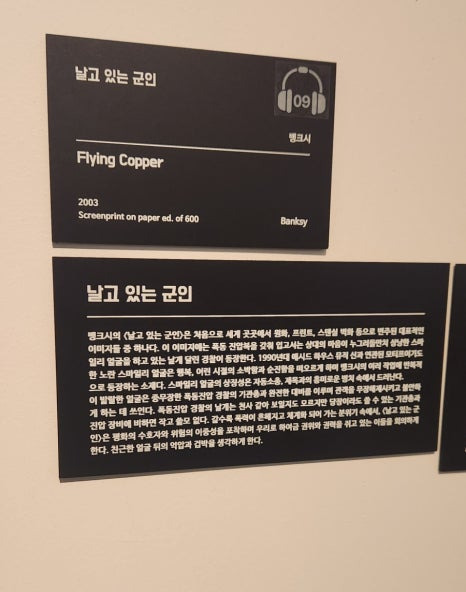 날고 있는 군인
09
뱅크시
Flying Copper
2003
Screenprint on paper ed. of 600
Banksy
날고 있는 군인
뱅크시의 〈날고 있는 군인〉은 처음으로 세계 곳곳에서 원화, 프린트, 스텐실 벽화 등으로 변주된 대표적인
이미지들 중 하나다. 이 이미지에는 폭동 진압복을 갖춰 입고서는 상대의 마음이 누그러들만치 상냥한 스마
일리 얼굴을 하고 있는 날개 달린 경찰이 등장한다. 1990년대 애시드 하우스 뮤직 신과 연관된 모티프이기도
한 노란 스마일리 얼굴은 행복, 어린 시절의 소박함과 순진함을 떠오르게 하며 뱅크시의 여러 작업에 반복적
으로 등장하는 소재다. 스마일리 얼굴의 상징성은 자동소총, 제복과의 흥미로운 병치 속에서 드러난다.
이 발랄한 얼굴은 중무장한 폭동진압 경찰의 기관총과 완전한 대비를 이루며 관객을 무장해제시키고 불안하
게 하는 데 쓰인다. 폭동진압 경찰의 날개는 천사 같아 보일지도 모르지만 당장이라도 쏠 수 있는 기관총과
진압 장비에 비하면 작고 쓸모 없다. 갈수록 폭력이 은폐되고 체계화 되어 가는 분위기 속에서, 〈날고 있는 군
인〉은 평화의 수호자와 위험의 이중성을 포착하며 우리로 하여금 권위와 권력을 쥐고 있는 이들을 회의하게
한다. 친근한 얼굴 뒤의 억압과 겁박을 생각하게 한다.